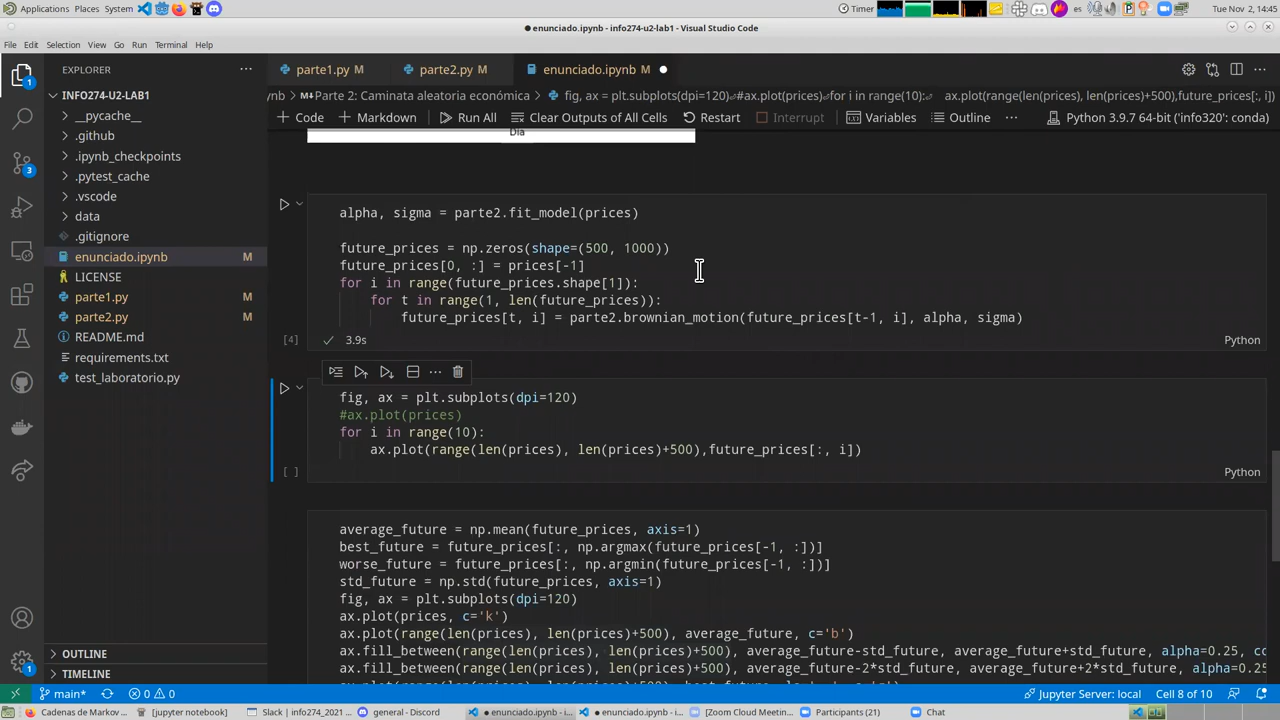 Applications Places System Timer es Tue Nov 2, 14:45
● enunciado.ipynb - info274-u2-lab1 - Visual Studio Code
File Edit Selection View Go Run Terminal Help
EXPLORER
parte1.py M parte2.py M enunciado.ipynb M
INFO274-U2-LAB1
ynb > Parte 2: Caminata aleatoria económica > fig, ax = plt.subplots(dpi=120)⏎#ax.plot(prices)⏎for i in range(10):⏎ ax.plot(range(len(prices), len(prices)+500),future_prices[:, i])
+ Code + Markdown Run All Clear Outputs of All Cells Restart Interrupt Variables Outline Python 3.9.7 64-bit ('info320': conda)
__pycache__
.github
.ipynb_checkpoints
.pytest_cache
.vscode
data
.gitignore
enunciado.ipynb M
LICENSE
parte1.py M
parte2.py M
README.md
requirements.txt
test_laboratorio.py
OUTLINE
TIMELINE
Día
alpha, sigma = parte2.fit_model(prices)
future_prices = np.zeros(shape=(500, 1000))
future_prices[0, :] = prices[-1]
for i in range(future_prices.shape[1]):
for t in range(1, len(future_prices)):
future_prices[t, i] = parte2.brownian_motion(future_prices[t-1, i], alpha, sigma)
[4] 3.9s Python
fig, ax = plt.subplots(dpi=120)
#ax.plot(prices)
for i in range(10):
ax.plot(range(len(prices), len(prices)+500),future_prices[:, i])
[ ] Python
average_future = np.mean(future_prices, axis=1)
best_future = future_prices[:, np.argmax(future_prices[-1, :])]
worse_future = future_prices[:, np.argmin(future_prices[-1, :])]
std_future = np.std(future_prices, axis=1)
fig, ax = plt.subplots(dpi=120)
ax.plot(prices, c='k')
ax.plot(range(len(prices), len(prices)+500), average_future, c='b')
ax.fill_between(range(len(prices), len(prices)+500), average_future-std_future, average_future+std_future, alpha=0.25, co
ax.fill_between(range(len(prices), len(prices)+500), average_future-2*std_future, average_future+2*std_future, alpha=0.25
main* 0 0 Jupyter Server: local Cell 8 of 10
Cadenas de Markov ... [jupyter notebook] Slack | info274_2021 ... general - Discord ● enunciado.ipynb - i... ● enunciado.ipynb - i... [Zoom Cloud Meetin... Participants (21) Chat